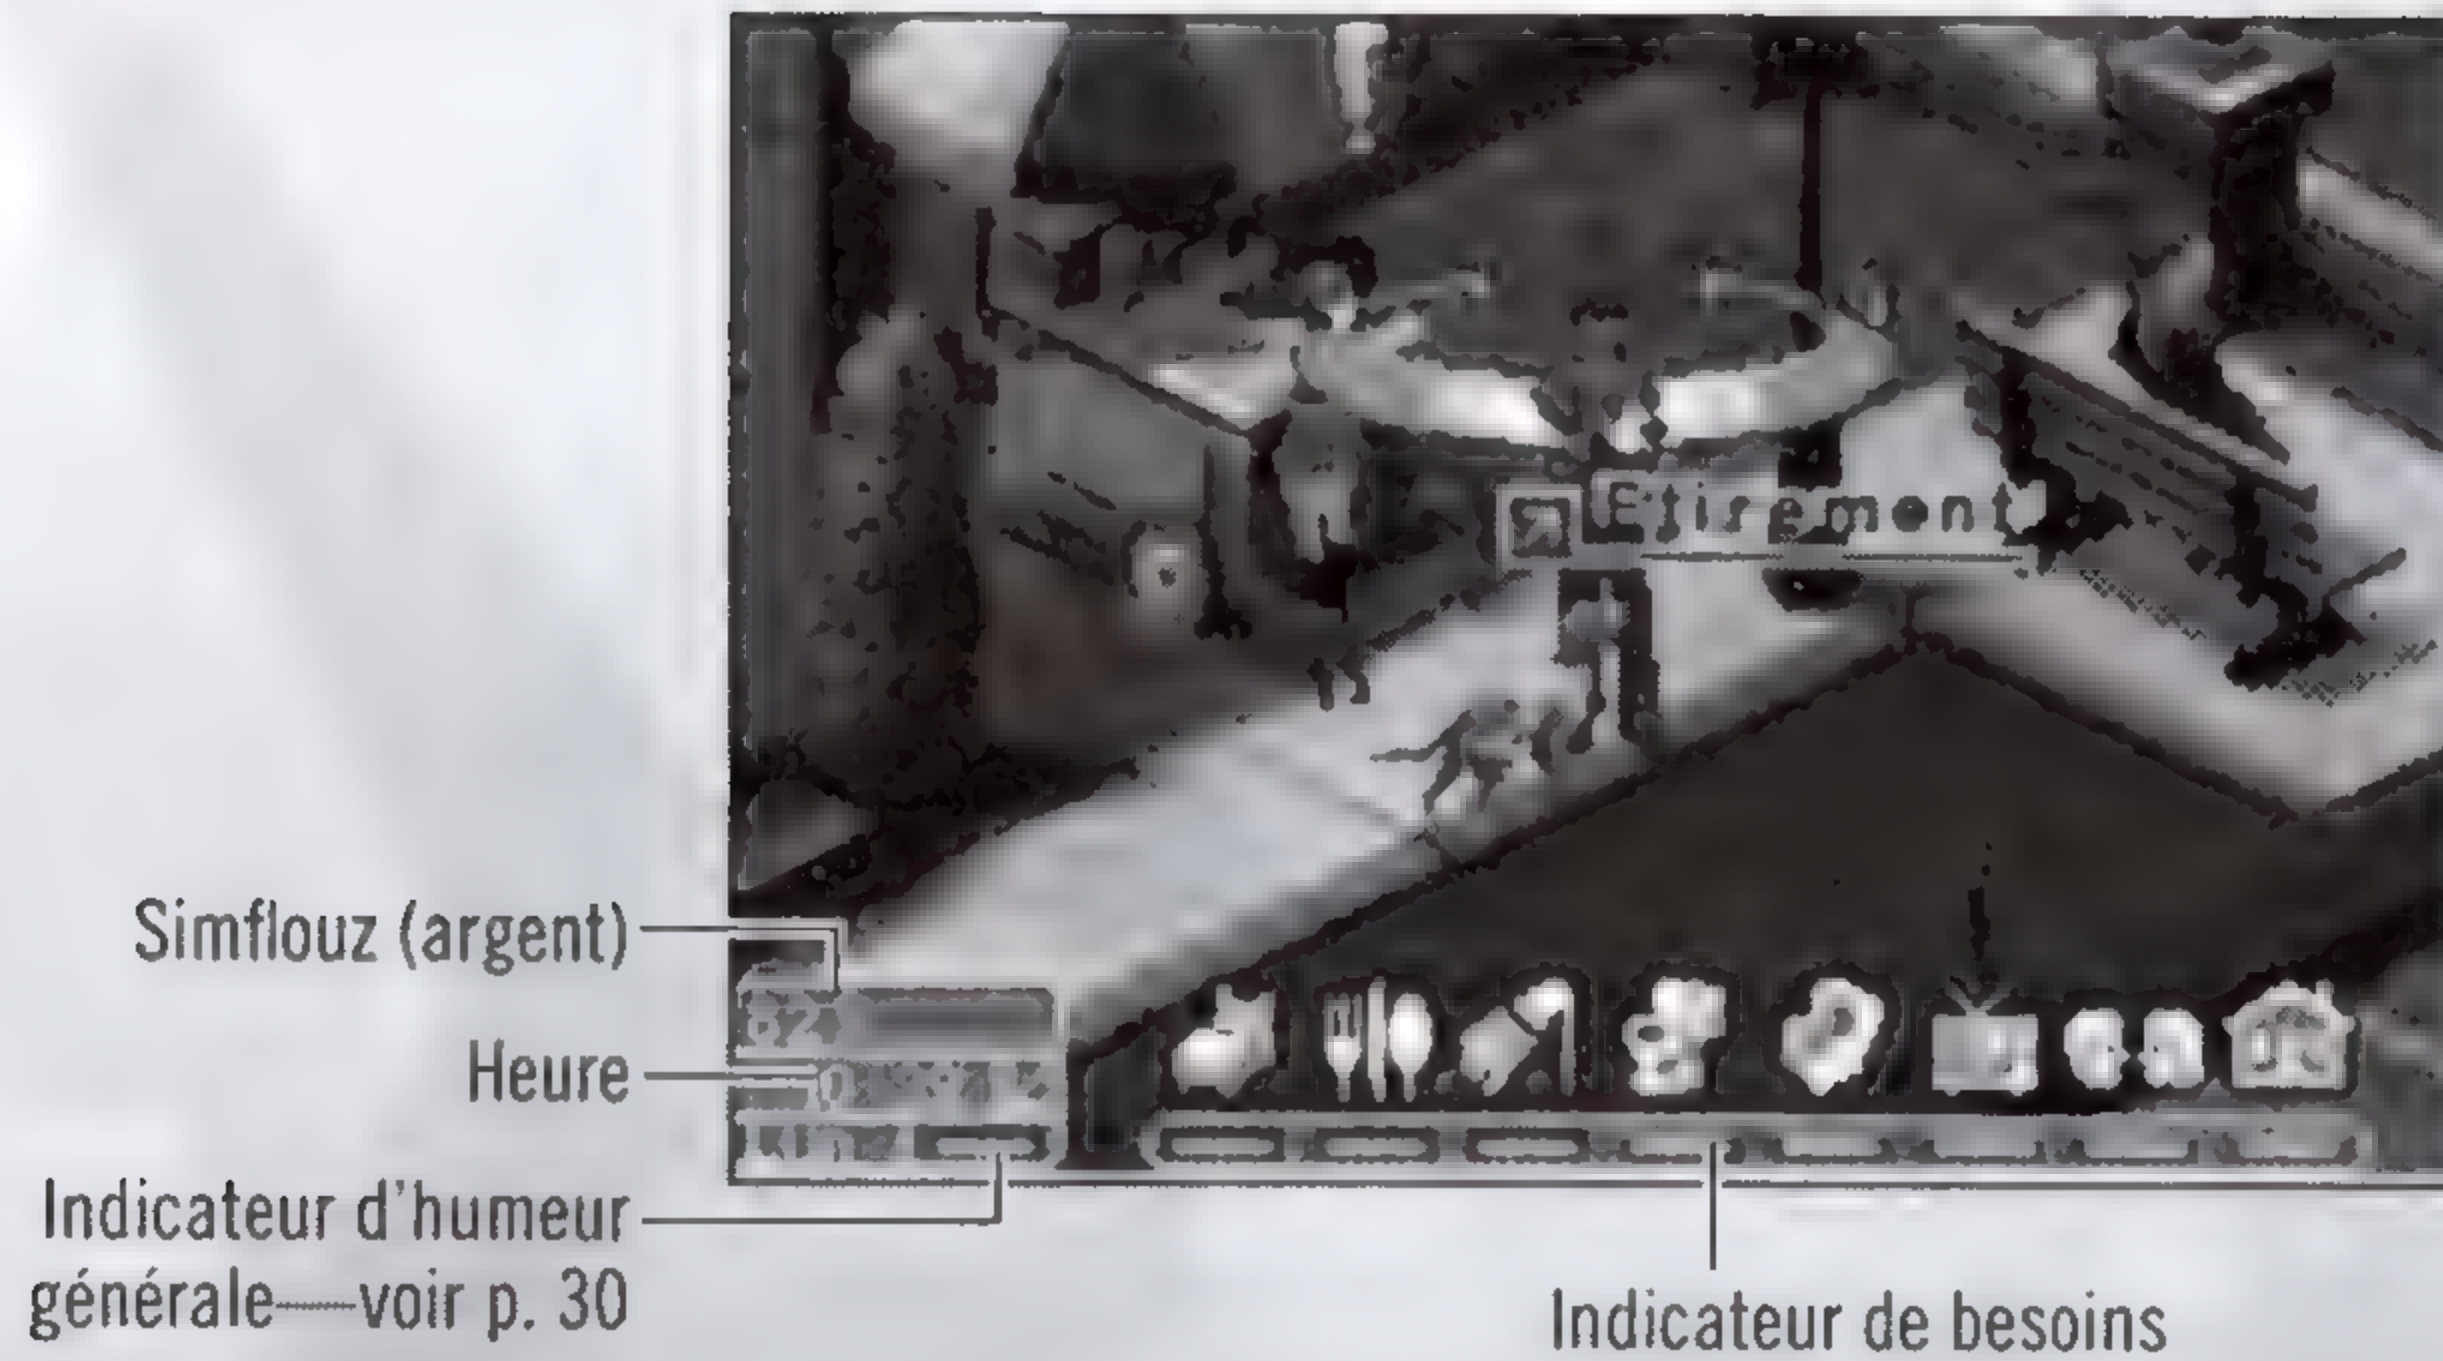 Etirement
Simflouz (argent)
Heure
Indicateur d'humeur
générale—voir p. 30
Indicateur de besoins